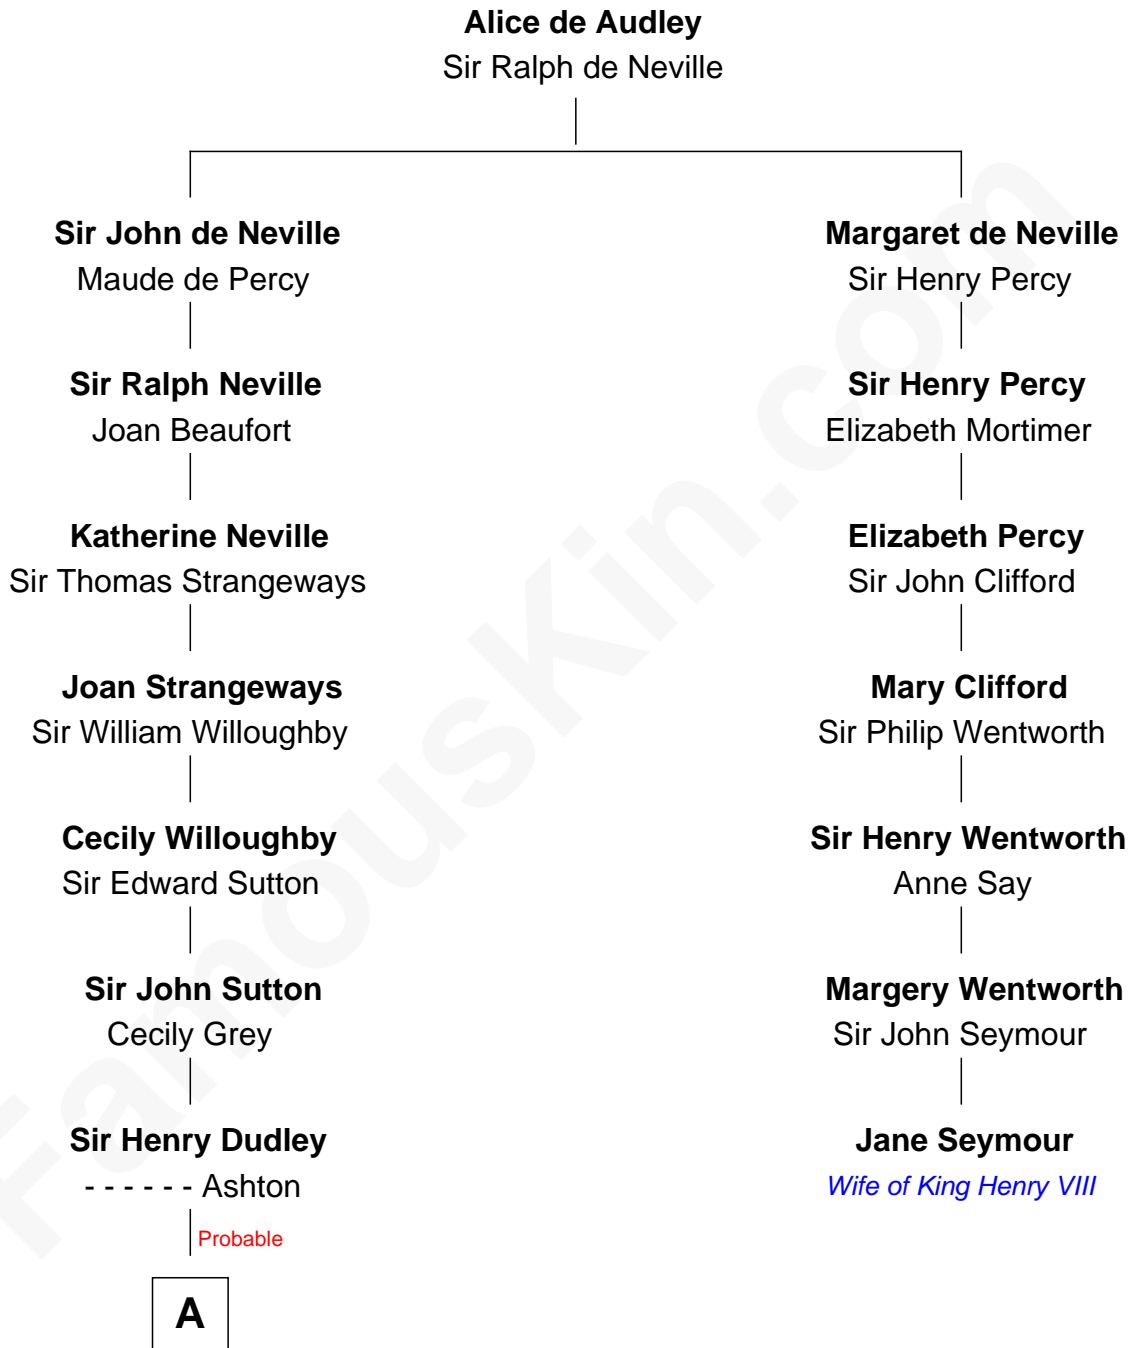 Alice de Audley
Sir Ralph de Neville
Sir John de Neville
Maude de Percy
Sir Ralph Neville
Joan Beaufort
Katherine Neville
Sir Thomas Strangeways
Joan Strangeways
Sir William Willoughby
Cecily Willoughby
Sir Edward Sutton
Sir John Sutton
Cecily Grey
Sir Henry Dudley
- - - - - - Ashton
Probable
A
Margaret de Neville
Sir Henry Percy
Sir Henry Percy
Elizabeth Mortimer
Elizabeth Percy
Sir John Clifford
Mary Clifford
Sir Philip Wentworth
Sir Henry Wentworth
Anne Say
Margery Wentworth
Sir John Seymour
Jane Seymour
Wife of King Henry VIII
FamousKin.com